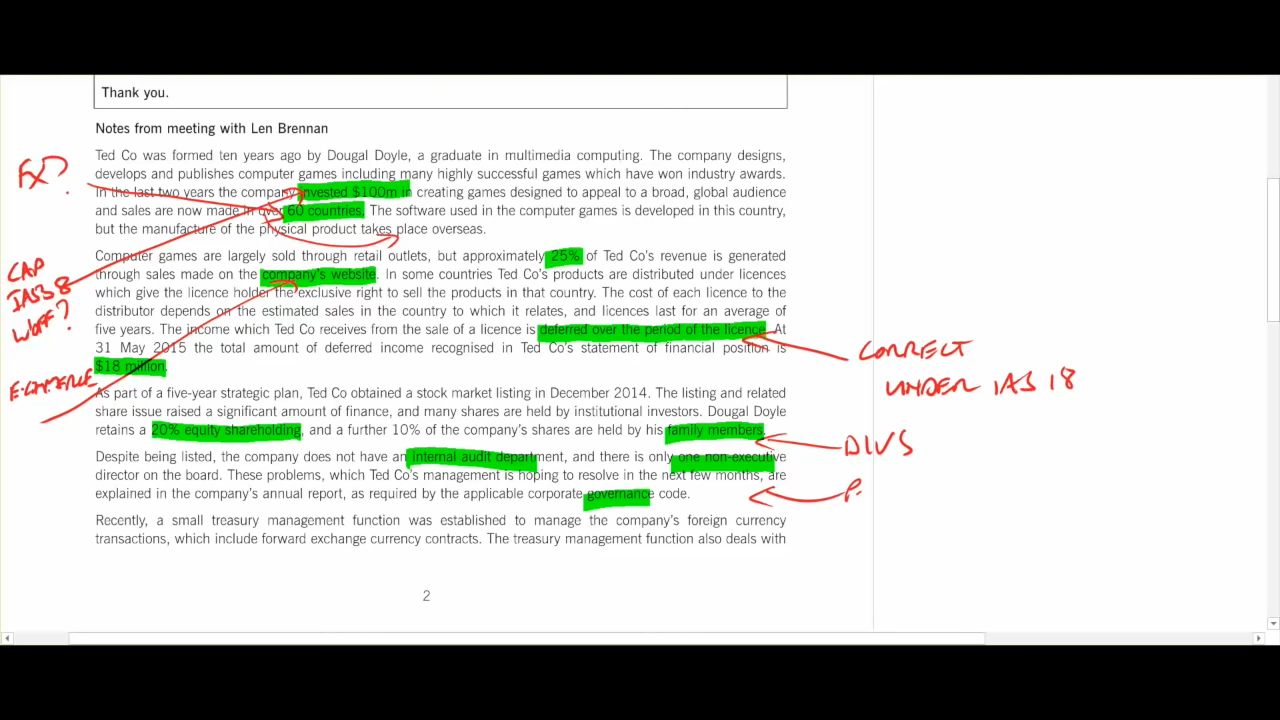 Thank you.
Notes from meeting with Len Brennan
Ted Co was formed ten years ago by Dougal Doyle, a graduate in multimedia computing. The company designs,
develops and publishes computer games including many highly successful games which have won industry awards.
In the last two years the company invested $100m in creating games designed to appeal to a broad, global audience
and sales are now made in over 60 countries. The software used in the computer games is developed in this country,
but the manufacture of the physical product takes place overseas.
Computer games are largely sold through retail outlets, but approximately 25% of Ted Co's revenue is generated
through sales made on the company's website. In some countries Ted Co's products are distributed under licences
which give the licence holder the exclusive right to sell the products in that country. The cost of each licence to the
distributor depends on the estimated sales in the country to which it relates, and licences last for an average of
five years. The income which Ted Co receives from the sale of a licence is deferred over the period of the licence. At
31 May 2015 the total amount of deferred income recognised in Ted Co's statement of financial position is
$18 million.
As part of a five-year strategic plan, Ted Co obtained a stock market listing in December 2014. The listing and related
share issue raised a significant amount of finance, and many shares are held by institutional investors. Dougal Doyle
retains a 20% equity shareholding, and a further 10% of the company's shares are held by his family members.
Despite being listed, the company does not have an internal audit department, and there is only one non-executive
director on the board. These problems, which Ted Co's management is hoping to resolve in the next few months, are
explained in the company's annual report, as required by the applicable corporate governance code.
Recently, a small treasury management function was established to manage the company's foreign currency
transactions, which include forward exchange currency contracts. The treasury management function also deals with
2
FX?
CAP
IAS38
W/OFF?
E-COMMERCE
CORRECT
UNDER IAS 18
DIVS